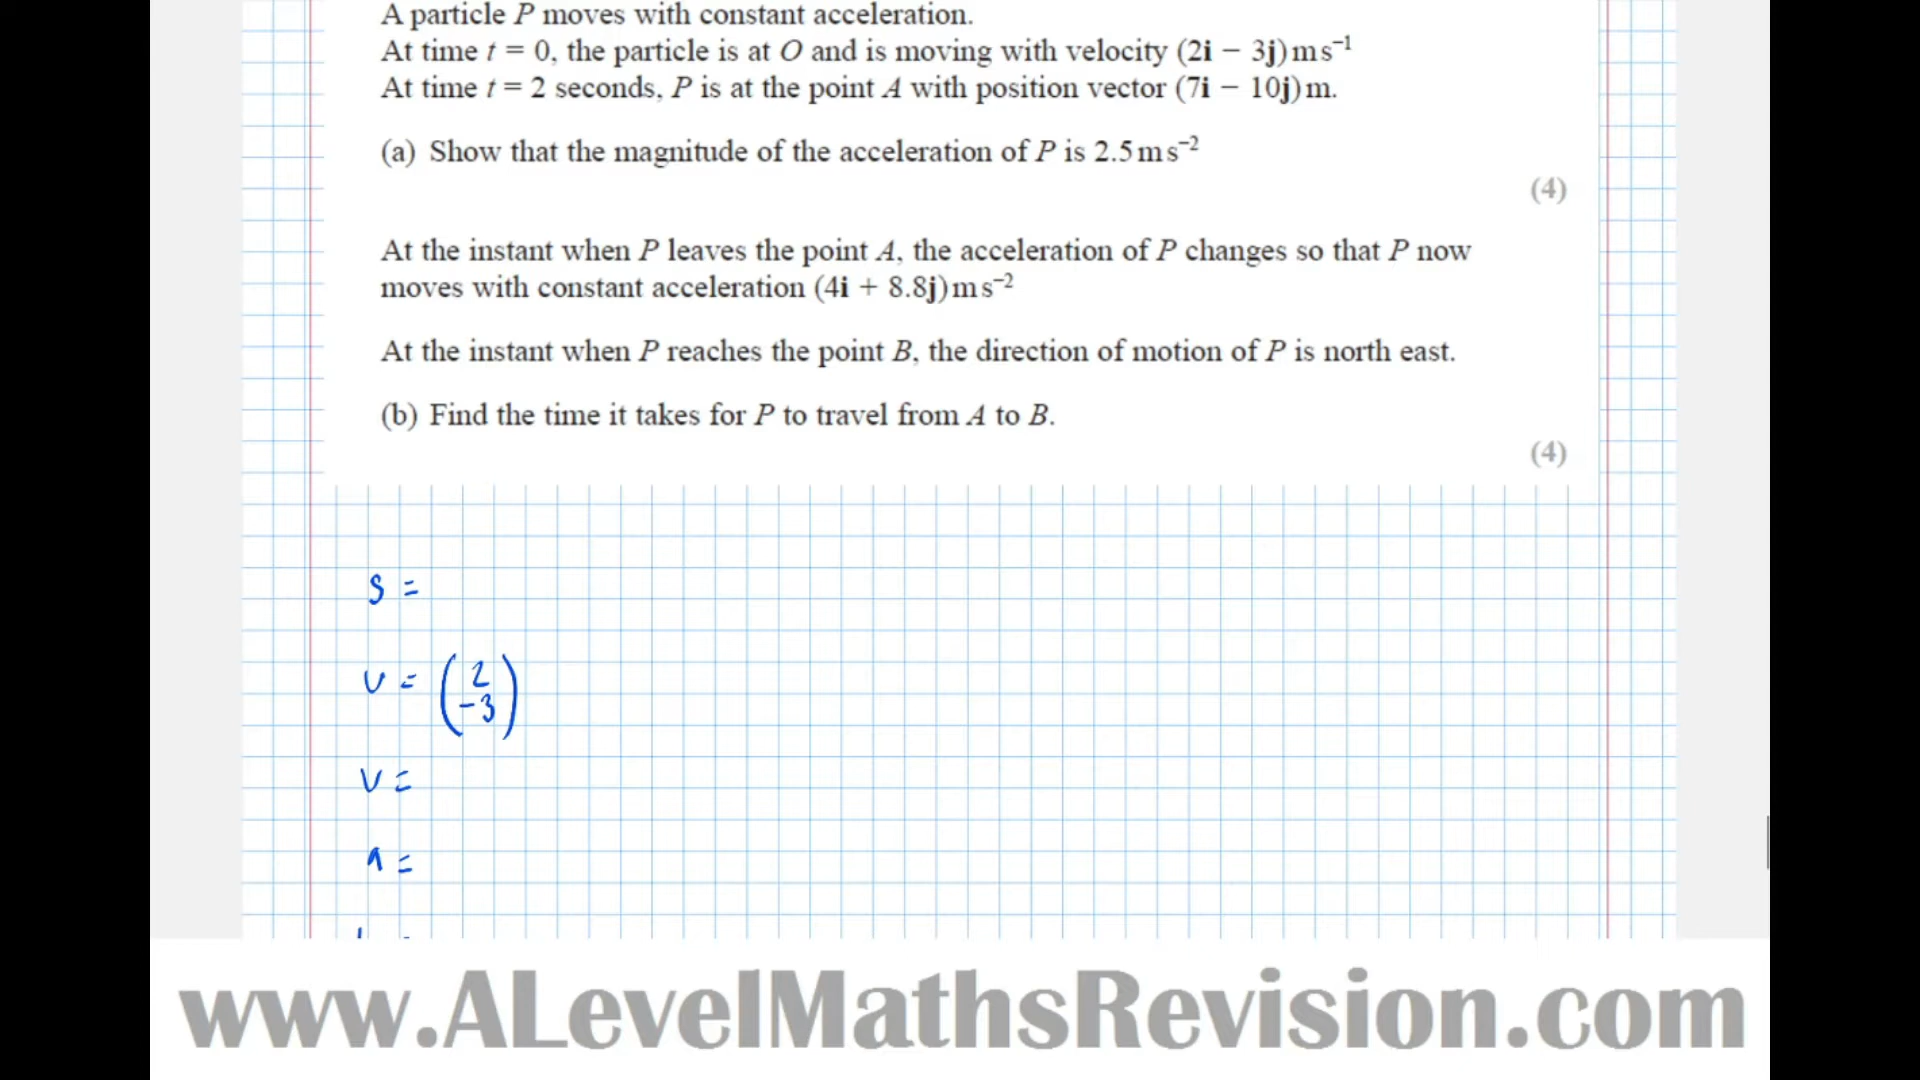 A particle P moves with constant acceleration.
At time t = 0, the particle is at O and is moving with velocity (2i − 3j) m s⁻¹
At time t = 2 seconds, P is at the point A with position vector (7i − 10j) m.
(a) Show that the magnitude of the acceleration of P is 2.5 m s⁻²
(4)
At the instant when P leaves the point A, the acceleration of P changes so that P now
moves with constant acceleration (4i + 8.8j) m s⁻²
At the instant when P reaches the point B, the direction of motion of P is north east.
(b) Find the time it takes for P to travel from A to B.
(4)
s =
u = (2
-3)
v =
a =
www.ALevelMathsRevision.com